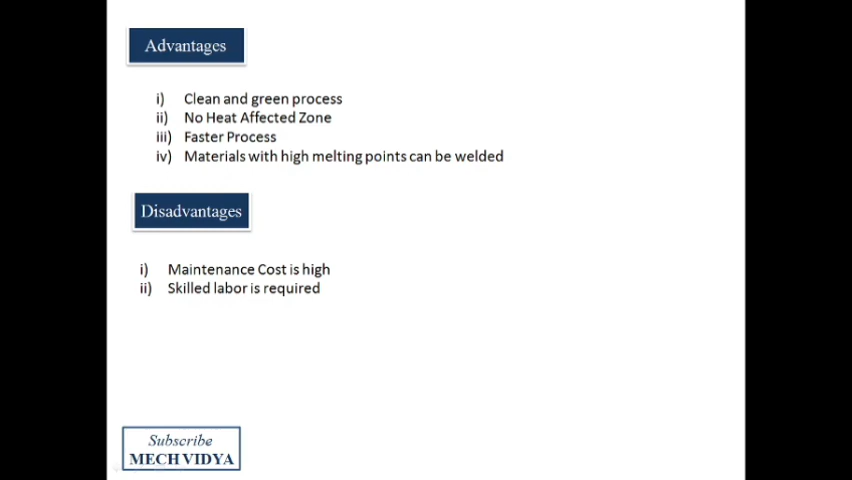 Advantages
i) Clean and green process
ii) No Heat Affected Zone
iii) Faster Process
iv) Materials with high melting points can be welded
Disadvantages
i) Maintenance Cost is high
ii) Skilled labor is required
Subscribe
MECH VIDYA